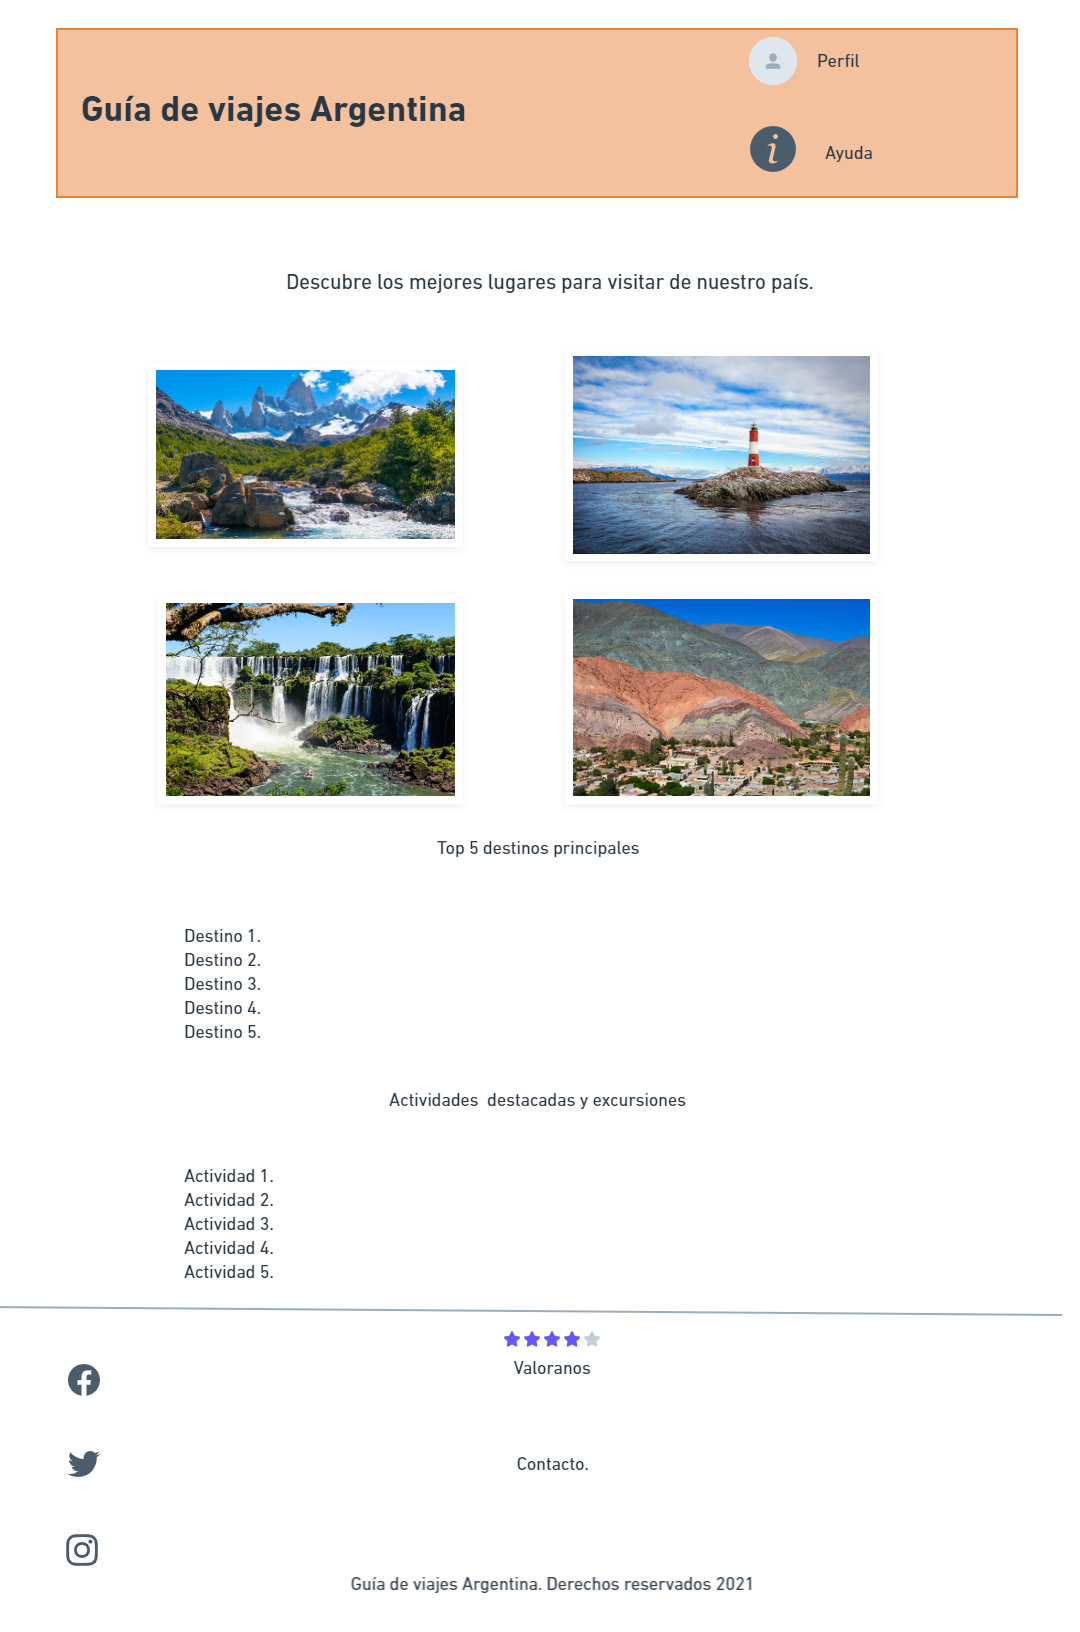 Guía de viajes Argentina
Perfil
Ayuda
Descubre los mejores lugares para visitar de nuestro país.
Top 5 destinos principales
Destino 1.
Destino 2.
Destino 3.
Destino 4.
Destino 5.
Actividades  destacadas y excursiones
Actividad 1.
Actividad 2.
Actividad 3.
Actividad 4.
Actividad 5.
Valoranos
Contacto.
Guía de viajes Argentina. Derechos reservados 2021